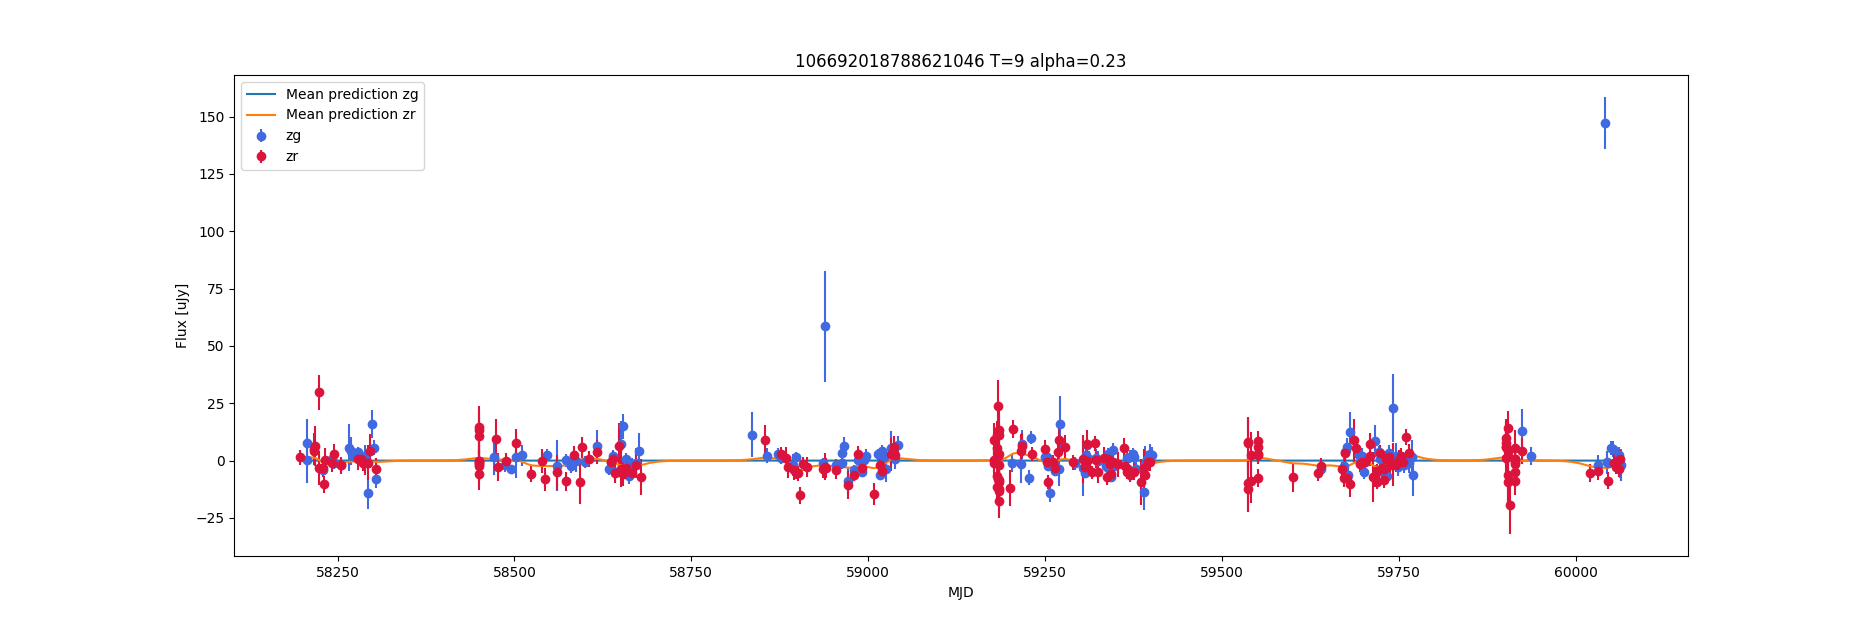 106692018788621046 T=9 alpha=0.23
Mean prediction zg
Mean prediction zr
zg
zr
Flux [uJy]
150
125
100
75
50
25
0
−25
58250 58500 58750 59000 59250 59500 59750 60000
MJD